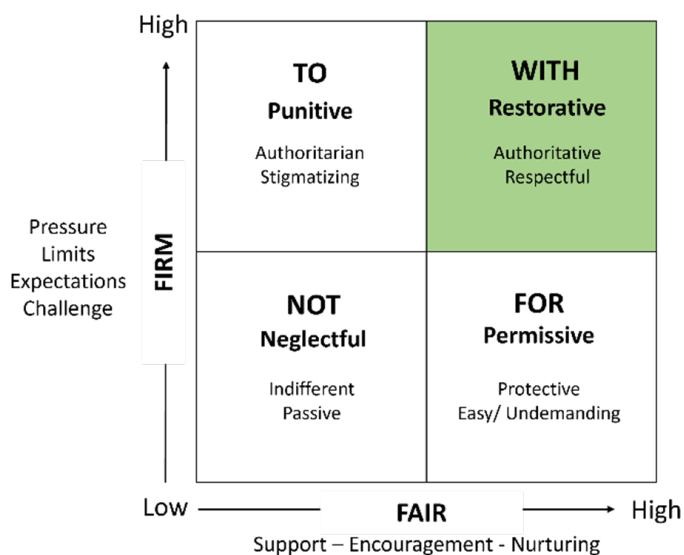 High
TO
Punitive
Authoritarian
Stigmatizing
WITH
Restorative
Authoritative
Respectful
Pressure
Limits
Expectations
Challenge
FIRM
NOT
Neglectful
Indifferent
Passive
FOR
Permissive
Protective
Easy/ Undemanding
Low
FAIR
High
Support – Encouragement - Nurturing